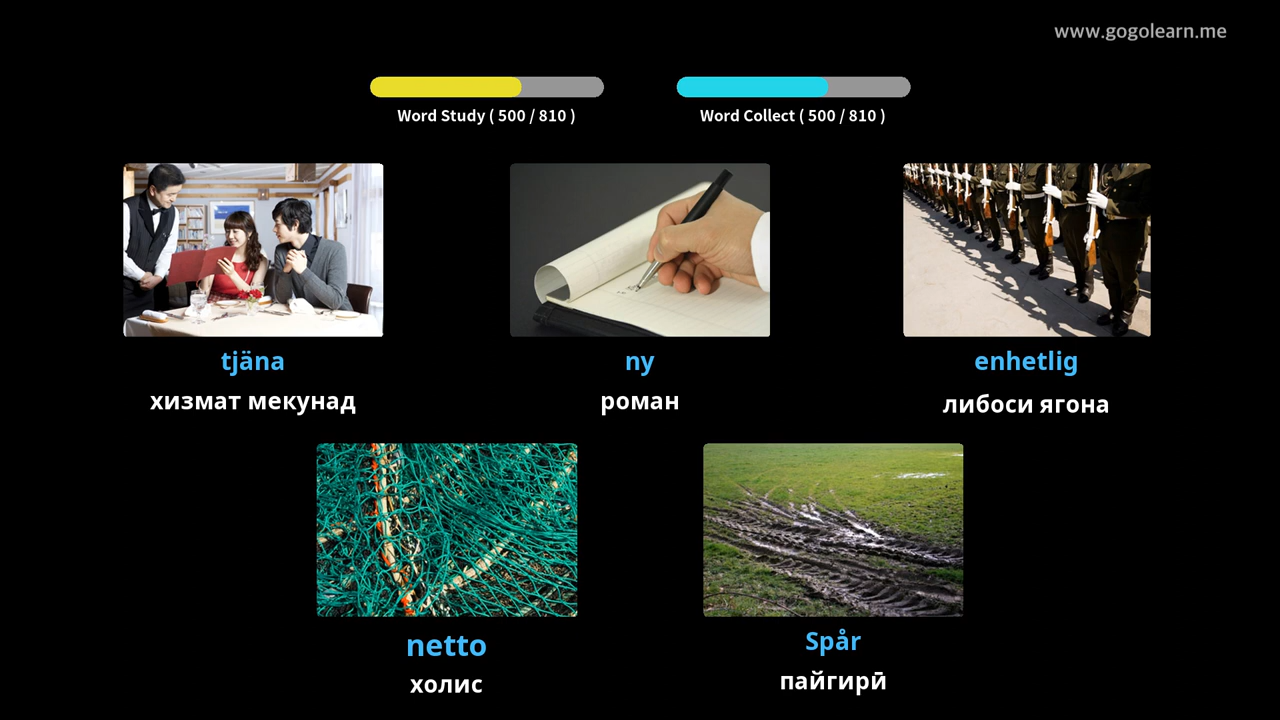 www.gogolearn.me
Word Study ( 500 / 810 )
Word Collect ( 500 / 810 )
tjäna
хизмат мекунад
ny
роман
enhetlig
либоси ягона
netto
холис
Spår
пайгирӣ